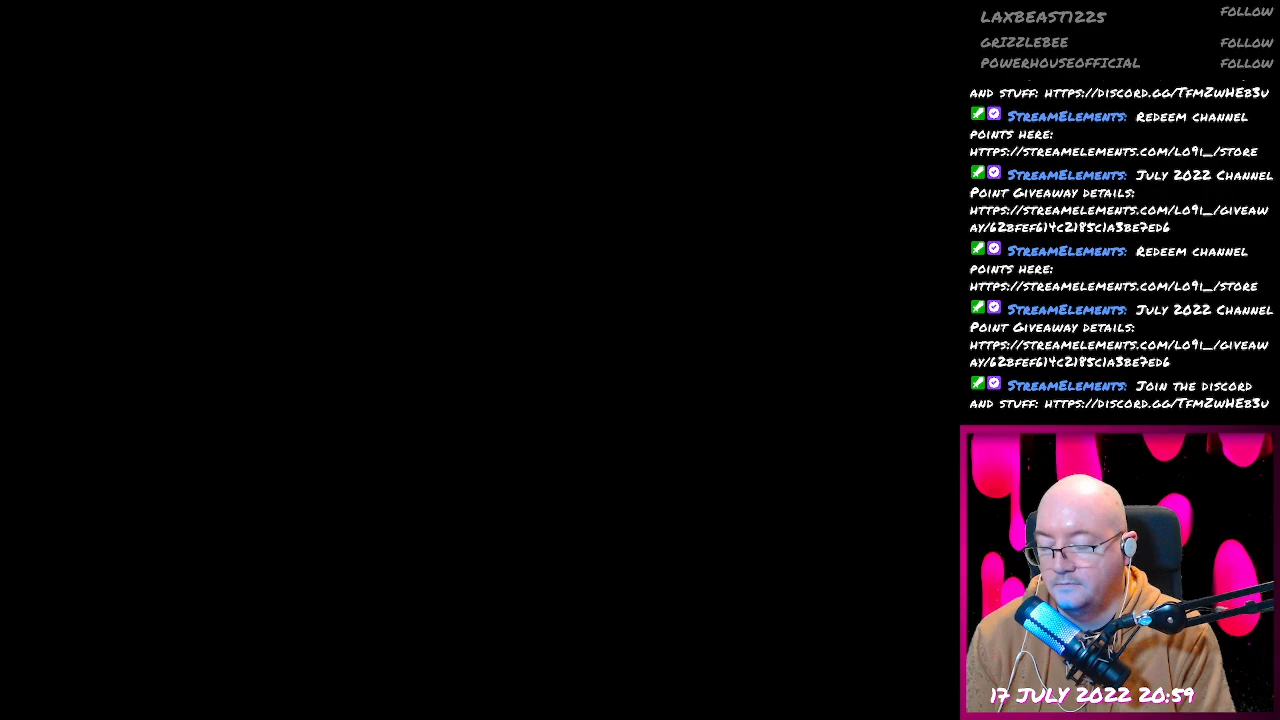 LAXBEAST1225 FOLLOW
GRIZZLEBEE FOLLOW
POWERHOUSEOFFICIAL FOLLOW
AND STUFF: HTTPS://DISCORD.GG/TFMZWHEB3U
STREAMELEMENTS: REDEEM CHANNEL
POINTS HERE:
HTTPS://STREAMELEMENTS.COM/LO9I_/STORE
STREAMELEMENTS: JULY 2022 CHANNEL
POINT GIVEAWAY DETAILS:
HTTPS://STREAMELEMENTS.COM/LO9I_/GIVEAW
AY/62BFEF614C2185C1A3BE7ED6
STREAMELEMENTS: REDEEM CHANNEL
POINTS HERE:
HTTPS://STREAMELEMENTS.COM/LO9I_/STORE
STREAMELEMENTS: JULY 2022 CHANNEL
POINT GIVEAWAY DETAILS:
HTTPS://STREAMELEMENTS.COM/LO9I_/GIVEAW
AY/62BFEF614C2185C1A3BE7ED6
STREAMELEMENTS: JOIN THE DISCORD
AND STUFF: HTTPS://DISCORD.GG/TFMZWHEB3U
17 JULY 2022 20:59